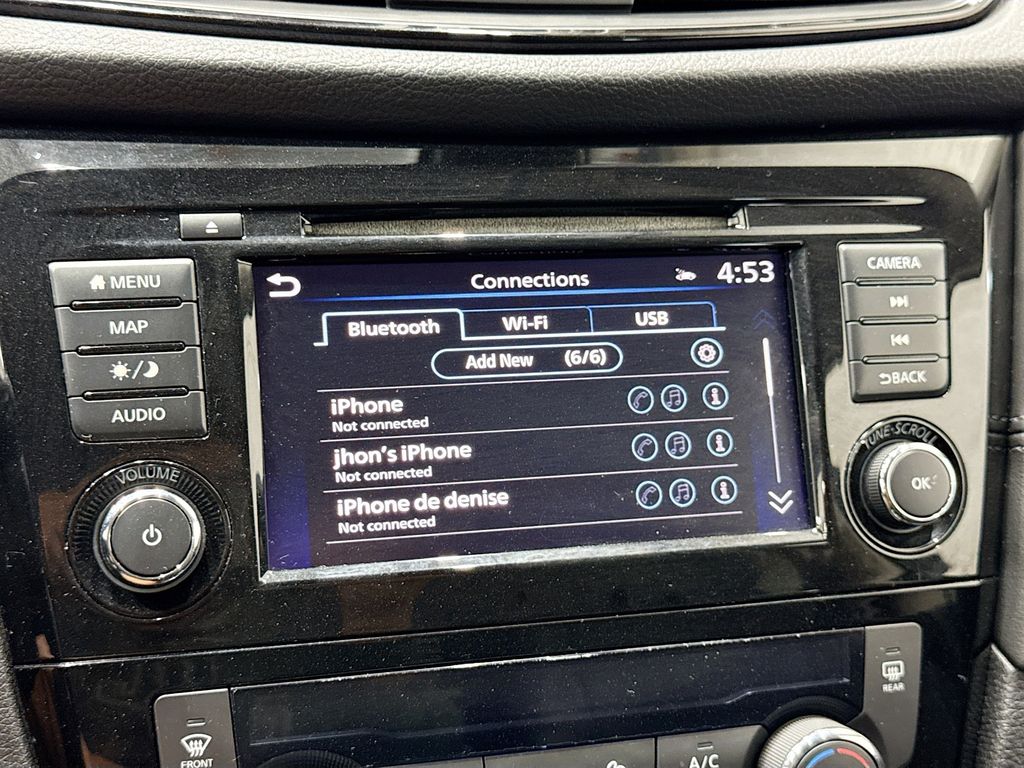 Connections 4:53
CAMERA
MENU
Bluetooth Wi-Fi USB
MAP
Add New (6/6)
BACK
iPhone
Not connected
AUDIO
jhon's iPhone
Not connected
VOLUME
TUNE·SCROLL
OK
iPhone de denise
Not connected
REAR
FRONT
A/C